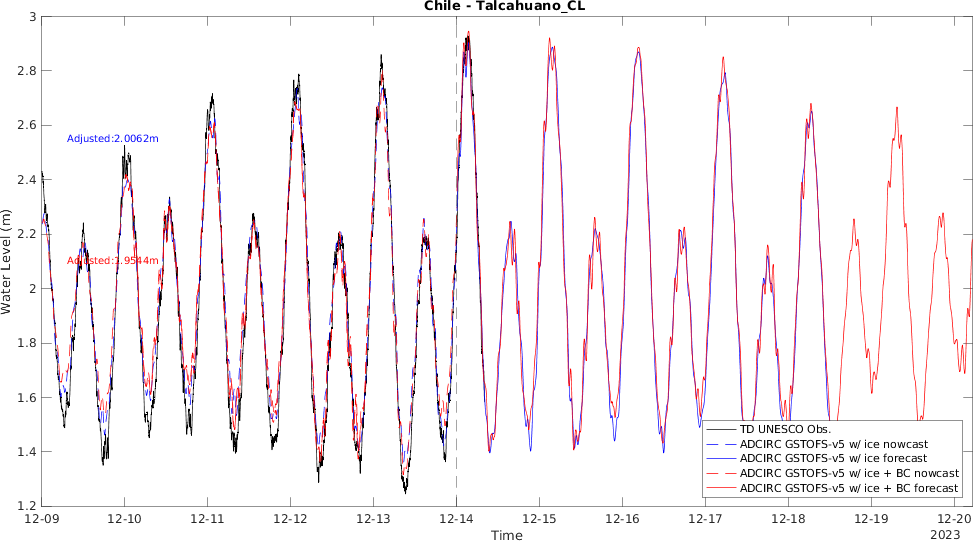 Chile - Talcahuano_CL
3
2.8
2.6
2.4
2.2
2
1.8
1.6
1.4
1.2
Water Level (m)
Adjusted:2.0062m
Adjusted:1.9544m
TD UNESCO Obs.
ADCIRC GSTOFS-v5 w/ ice nowcast
ADCIRC GSTOFS-v5 w/ ice forecast
ADCIRC GSTOFS-v5 w/ ice + BC nowcast
ADCIRC GSTOFS-v5 w/ ice + BC forecast
12-09 12-10 12-11 12-12 12-13 12-14 12-15 12-16 12-17 12-18 12-19 12-20
2023
Time